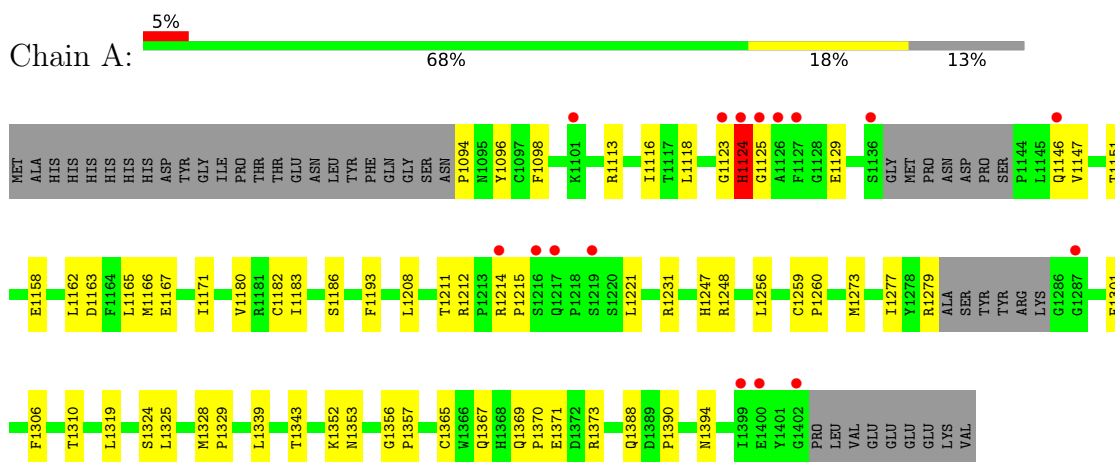 5%
Chain A:
68% 18% 13%
MET ALA HIS HIS HIS HIS HIS HIS ASP TYR GLY ILE PRO THR THR GLU ASN LEU TYR PHE GLN GLY SER ASN P1094 N1095 Y1096 C1097 F1098 K1101 R1113 I1116 T1117 L1118 G1123 H1124 G1125 A1126 F1127 G1128 E1129 S1136 GLY MET PRO ASN ASP PRO SER P1144 L1145 Q1146 V1147 T1151
E1158 L1162 D1163 F1164 L1165 M1166 E1167 I1171 V1180 R1181 C1182 I1183 S1186 F1193 L1208 T1211 R1212 P1213 R1214 P1215 S1216 Q1217 P1218 S1219 S1220 L1221 R1231 H1247 R1248 L1256 C1259 P1260 M1273 I1277 Y1278 R1279 ALA SER TYR TYR ARG LYS G1286 G1287
F1306 T1310 L1319 S1324 L1325 M1328 P1329 L1339 T1343 K1352 N1353 G1356 P1357 C1365 W1366 Q1367 H1368 Q1369 P1370 E1371 D1372 R1373 Q1388 D1389 P1390 N1394 I1399 E1400 Y1401 G1402 PRO LEU VAL GLU GLU GLU GLU LYS VAL